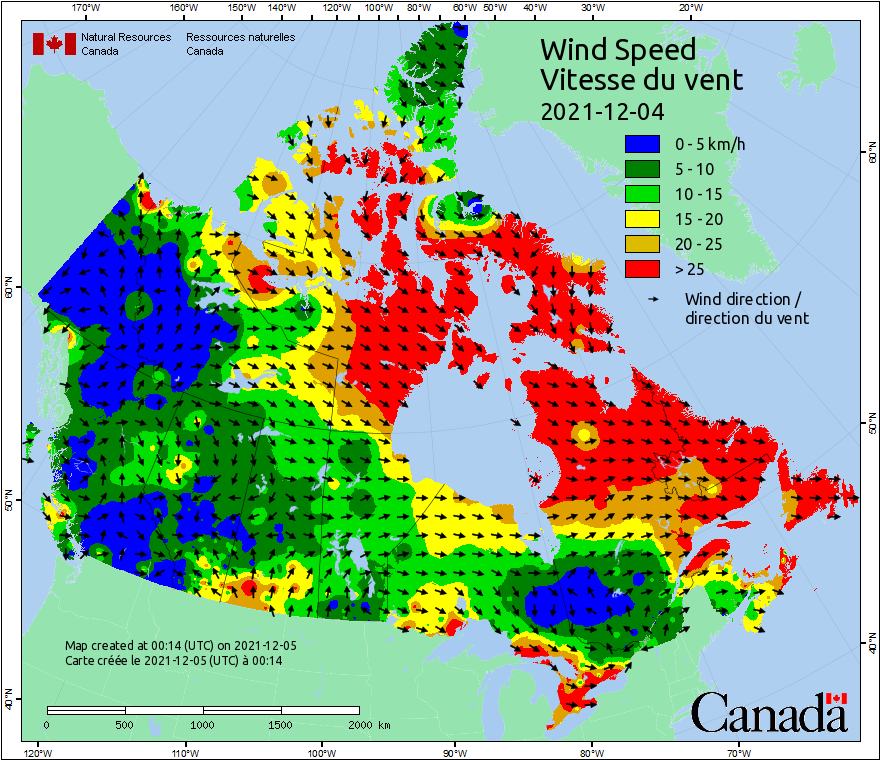 170°W 160°W 150°W 140°W 120°W 100°W 80°W 60°W 50°W 40°W 30°W 20°W
Natural Resources Ressources naturelles
Canada Canada
Wind Speed
Vitesse du vent
2021-12-04
0 - 5 km/h
5 - 10
10 - 15
15 - 20
20 - 25
> 25
Wind direction /
direction du vent
60°N
60°N
50°N
50°N
40°N
40°N
Map created at 00:14 (UTC) on 2021-12-05
Carte créée le 2021-12-05 (UTC) à 00:14
0 500 1000 1500 2000 km
Canada
120°W 110°W 100°W 90°W 80°W 70°W